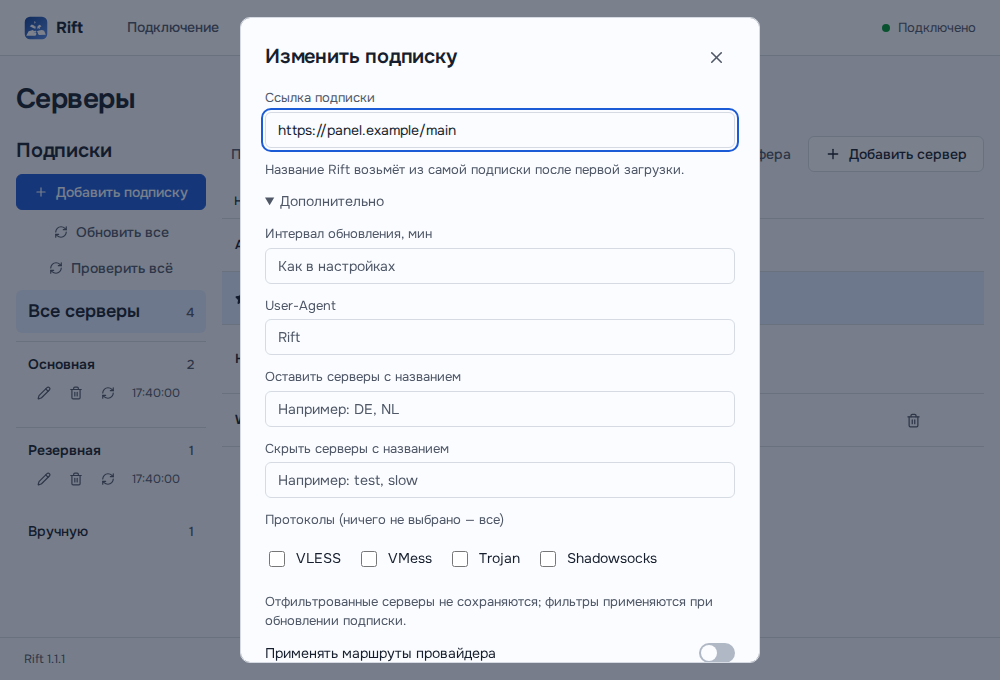 Rift
Подключение
Подключено
Серверы
Подписки
Добавить подписку
Обновить все
Проверить всё
Все серверы 4
Основная 2
17:40:00
Резервная 1
17:40:00
Вручную 1
Добавить сервер
Изменить подписку
Ссылка подписки
https://panel.example/main
Название Rift возьмёт из самой подписки после первой загрузки.
Дополнительно
Интервал обновления, мин
Как в настройках
User-Agent
Rift
Оставить серверы с названием
Например: DE, NL
Скрыть серверы с названием
Например: test, slow
Протоколы (ничего не выбрано — все)
VLESS VMess Trojan Shadowsocks
Отфильтрованные серверы не сохраняются; фильтры применяются при
обновлении подписки.
Применять маршруты провайдера
Rift 1.1.1